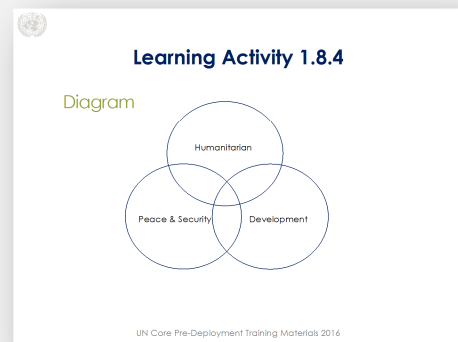 Learning Activity 1.8.4
Diagram
Humanitarian
Peace & Security
Development
UN Core Pre-Deployment Training Materials 2016